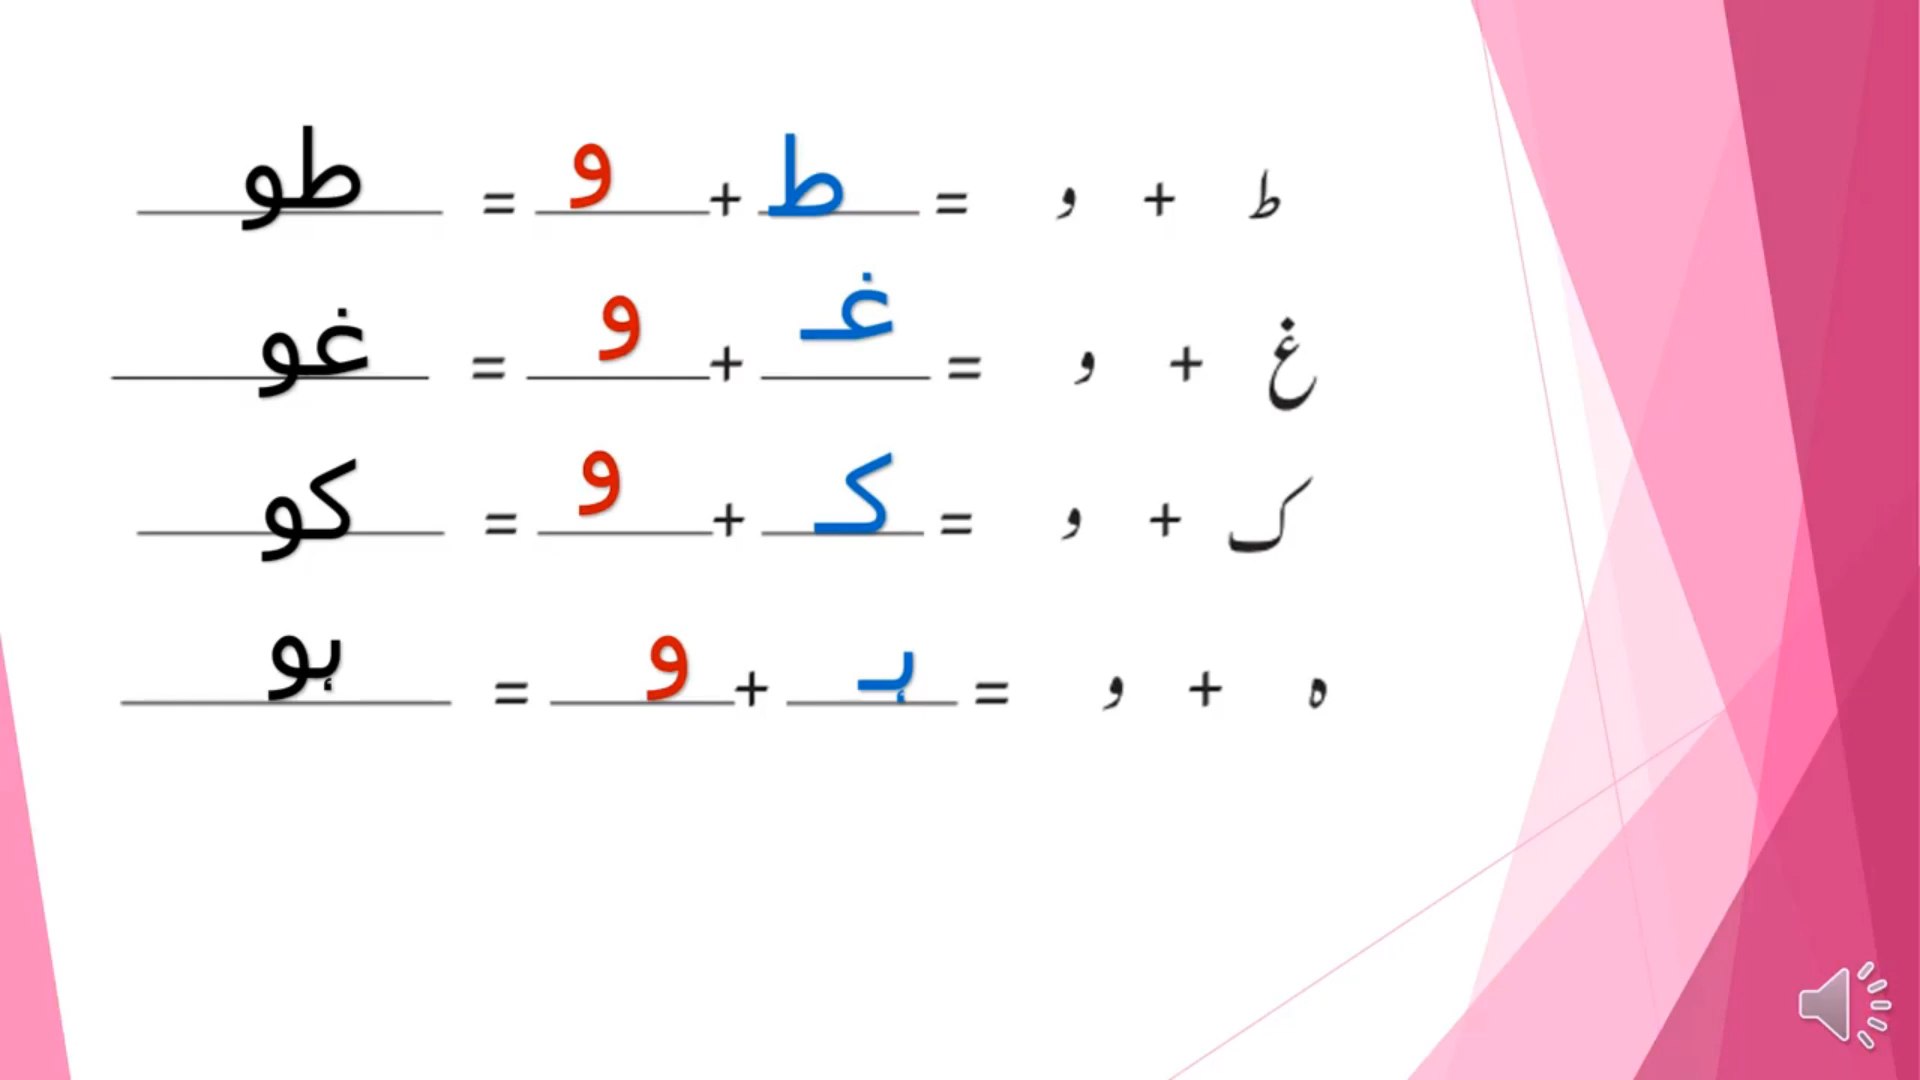 ط + و = ط + و = طو
غ + و = غـ + و = غو
ک + و = کـ + و = کو
ہ + و = ہـ + و = ہو